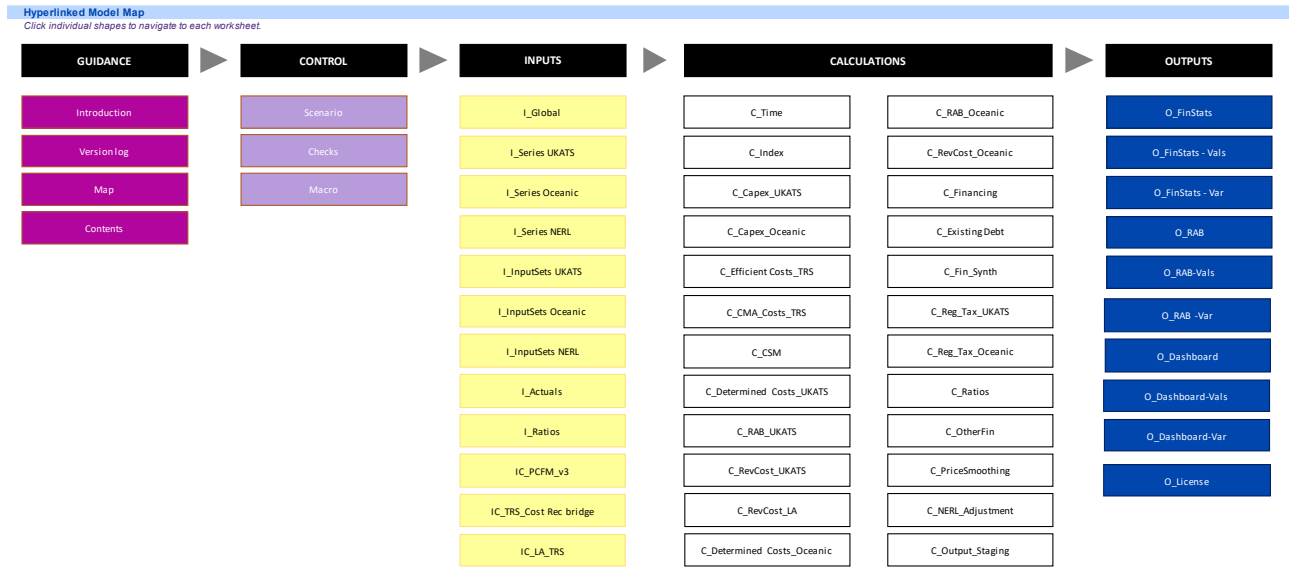 Hyperlinked Model Map
Click individual shapes to navigate to each worksheet.
GUIDANCE
Introduction
Version log
Map
Contents
CONTROL
Scenario
Checks
Macro
INPUTS
I_Global
I_Series UKATS
I_Series Oceanic
I_Series NERL
I_InputSets UKATS
I_InputSets Oceanic
I_InputSets NERL
I_Actuals
I_Ratios
IC_PCFM_v3
IC_TRS_Cost Rec bridge
IC_LA_TRS
CALCULATIONS
C_Time
C_Index
C_Capex_UKATS
C_Capex_Oceanic
C_Efficient Costs_TRS
C_CMA_Costs_TRS
C_CSM
C_Determined Costs_UKATS
C_RAB_UKATS
C_RevCost_UKATS
C_RevCost_LA
C_Determined Costs_Oceanic
C_RAB_Oceanic
C_RevCost_Oceanic
C_Financing
C_Existing Debt
C_Fin_Synth
C_Reg_Tax_UKATS
C_Reg_Tax_Oceanic
C_Ratios
C_OtherFin
C_PriceSmoothing
C_NERL_Adjustment
C_Output_Staging
OUTPUTS
O_FinStats
O_FinStats - Vals
O_FinStats - Var
O_RAB
O_RAB-Vals
O_RAB -Var
O_Dashboard
O_Dashboard-Vals
O_Dashboard-Var
O_License